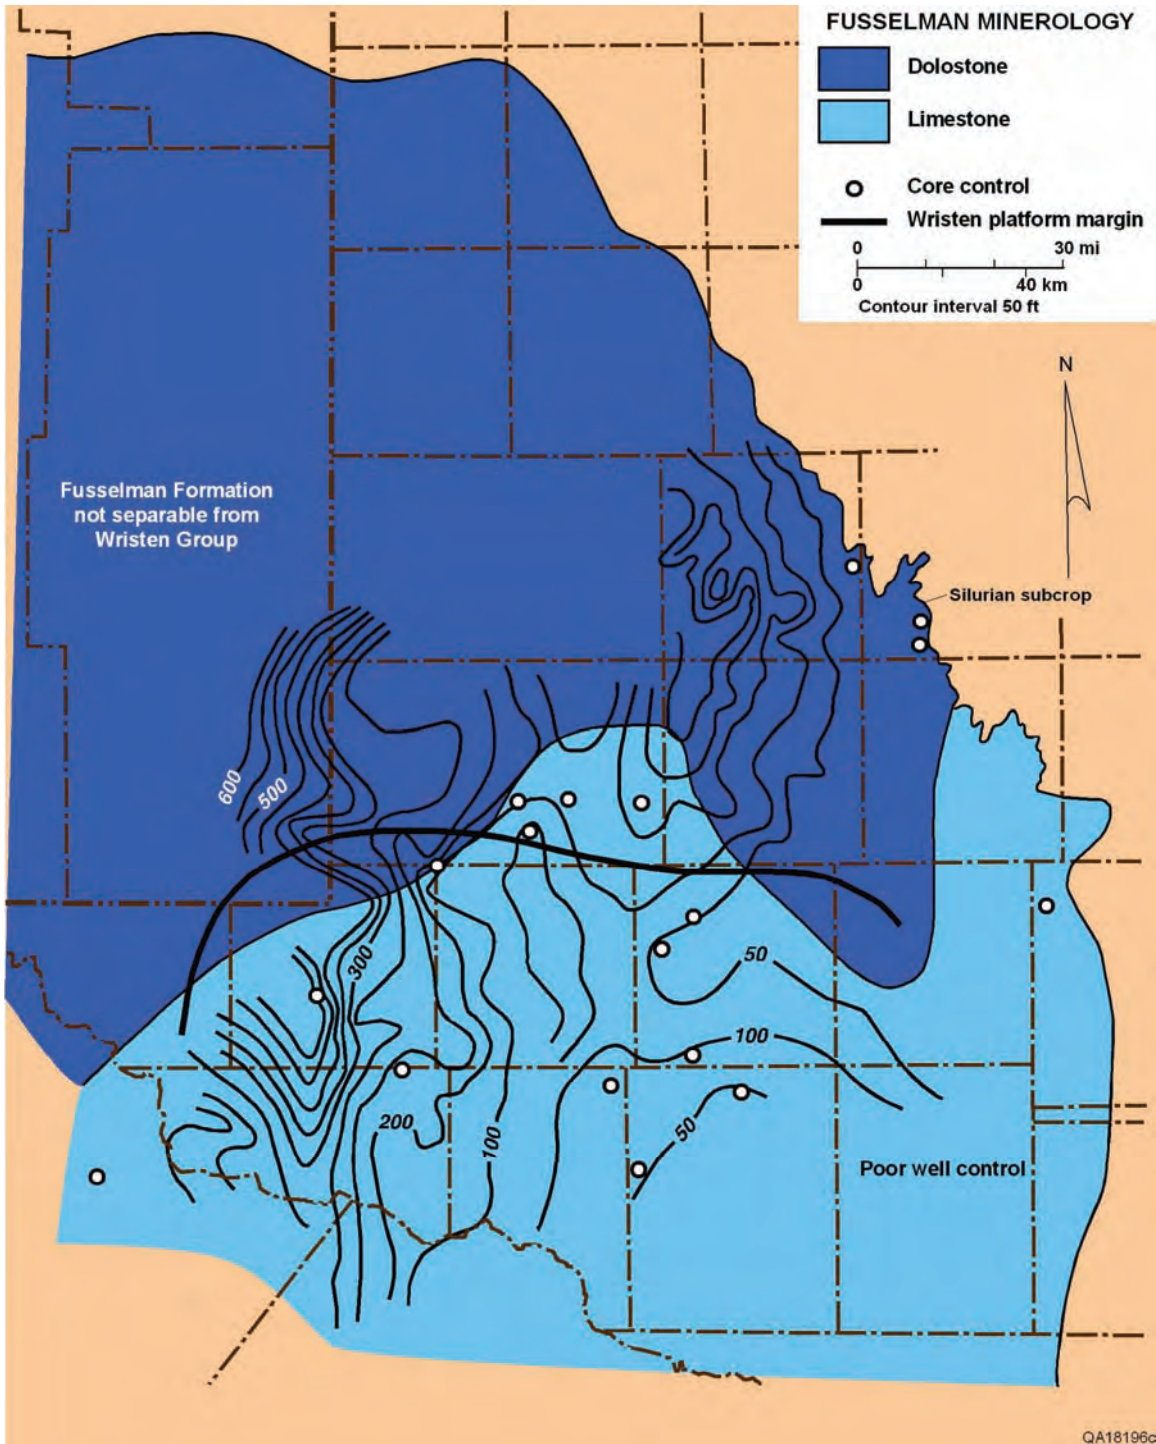 FUSSELMAN MINEROLOGY
Dolostone
Limestone
Core control
Wristen platform margin
0 30 mi
0 40 km
Contour interval 50 ft
N
Fusselman Formation
not separable from
Wristen Group
Silurian subcrop
600
500
300
50
100
200
100
50
Poor well control
QA18196c